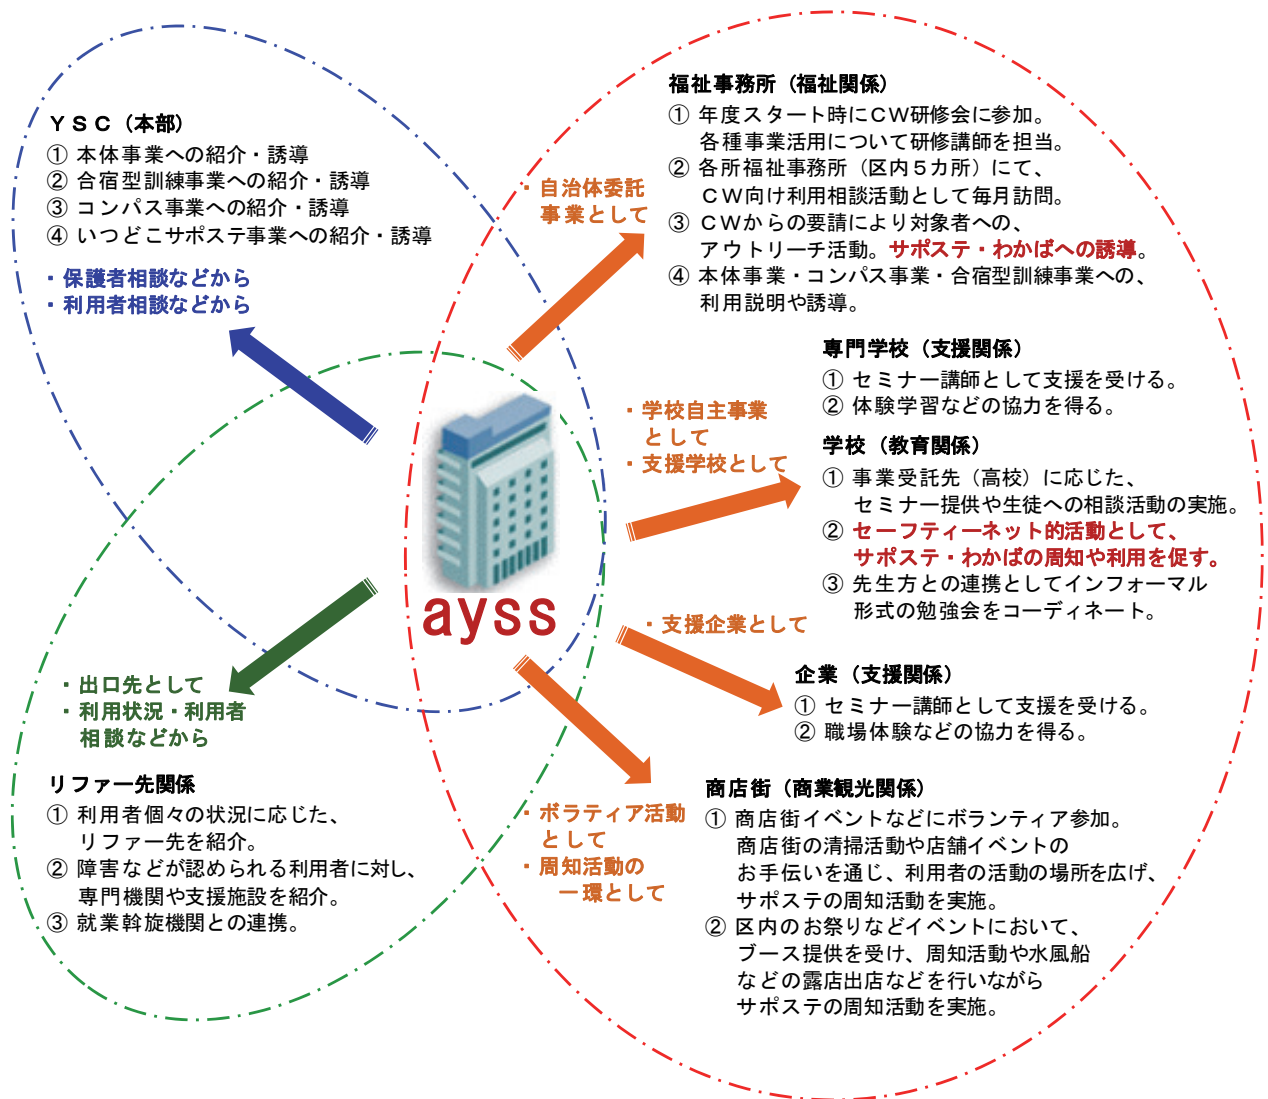 ＹＳＣ（本部）
① 本体事業への紹介・誘導
② 合宿型訓練事業への紹介・誘導
③ コンパス事業への紹介・誘導
④ いつどこサポステ事業への紹介・誘導
・保護者相談などから
・利用者相談などから
・自治体委託
事業として
福祉事務所（福祉関係）
① 年度スタート時にＣＷ研修会に参加。
各種事業活用について研修講師を担当。
② 各所福祉事務所（区内５カ所）にて、
ＣＷ向け利用相談活動として毎月訪問。
③ ＣＷからの要請により対象者への、
アウトリーチ活動。サポステ・わかばへの誘導。
④ 本体事業・コンパス事業・合宿型訓練事業への、
利用説明や誘導。
専門学校（支援関係）
① セミナー講師として支援を受ける。
② 体験学習などの協力を得る。
・学校自主事業
として
・支援学校として
学校（教育関係）
① 事業受託先（高校）に応じた、
セミナー提供や生徒への相談活動の実施。
② セーフティーネット的活動として、
サポステ・わかばの周知や利用を促す。
③ 先生方との連携としてインフォーマル
形式の勉強会をコーディネート。
ayss
・支援企業として
企業（支援関係）
① セミナー講師として支援を受ける。
② 職場体験などの協力を得る。
・出口先として
・利用状況・利用者
相談などから
リファー先関係
① 利用者個々の状況に応じた、
リファー先を紹介。
② 障害などが認められる利用者に対し、
専門機関や支援施設を紹介。
③ 就業斡旋機関との連携。
・ボラティア活動
として
・周知活動の
一環として
商店街（商業観光関係）
① 商店街イベントなどにボランティア参加。
商店街の清掃活動や店舗イベントの
お手伝いを通じ、利用者の活動の場所を広げ、
サポステの周知活動を実施。
② 区内のお祭りなどイベントにおいて、
ブース提供を受け、周知活動や水風船
などの露店出店などを行いながら
サポステの周知活動を実施。